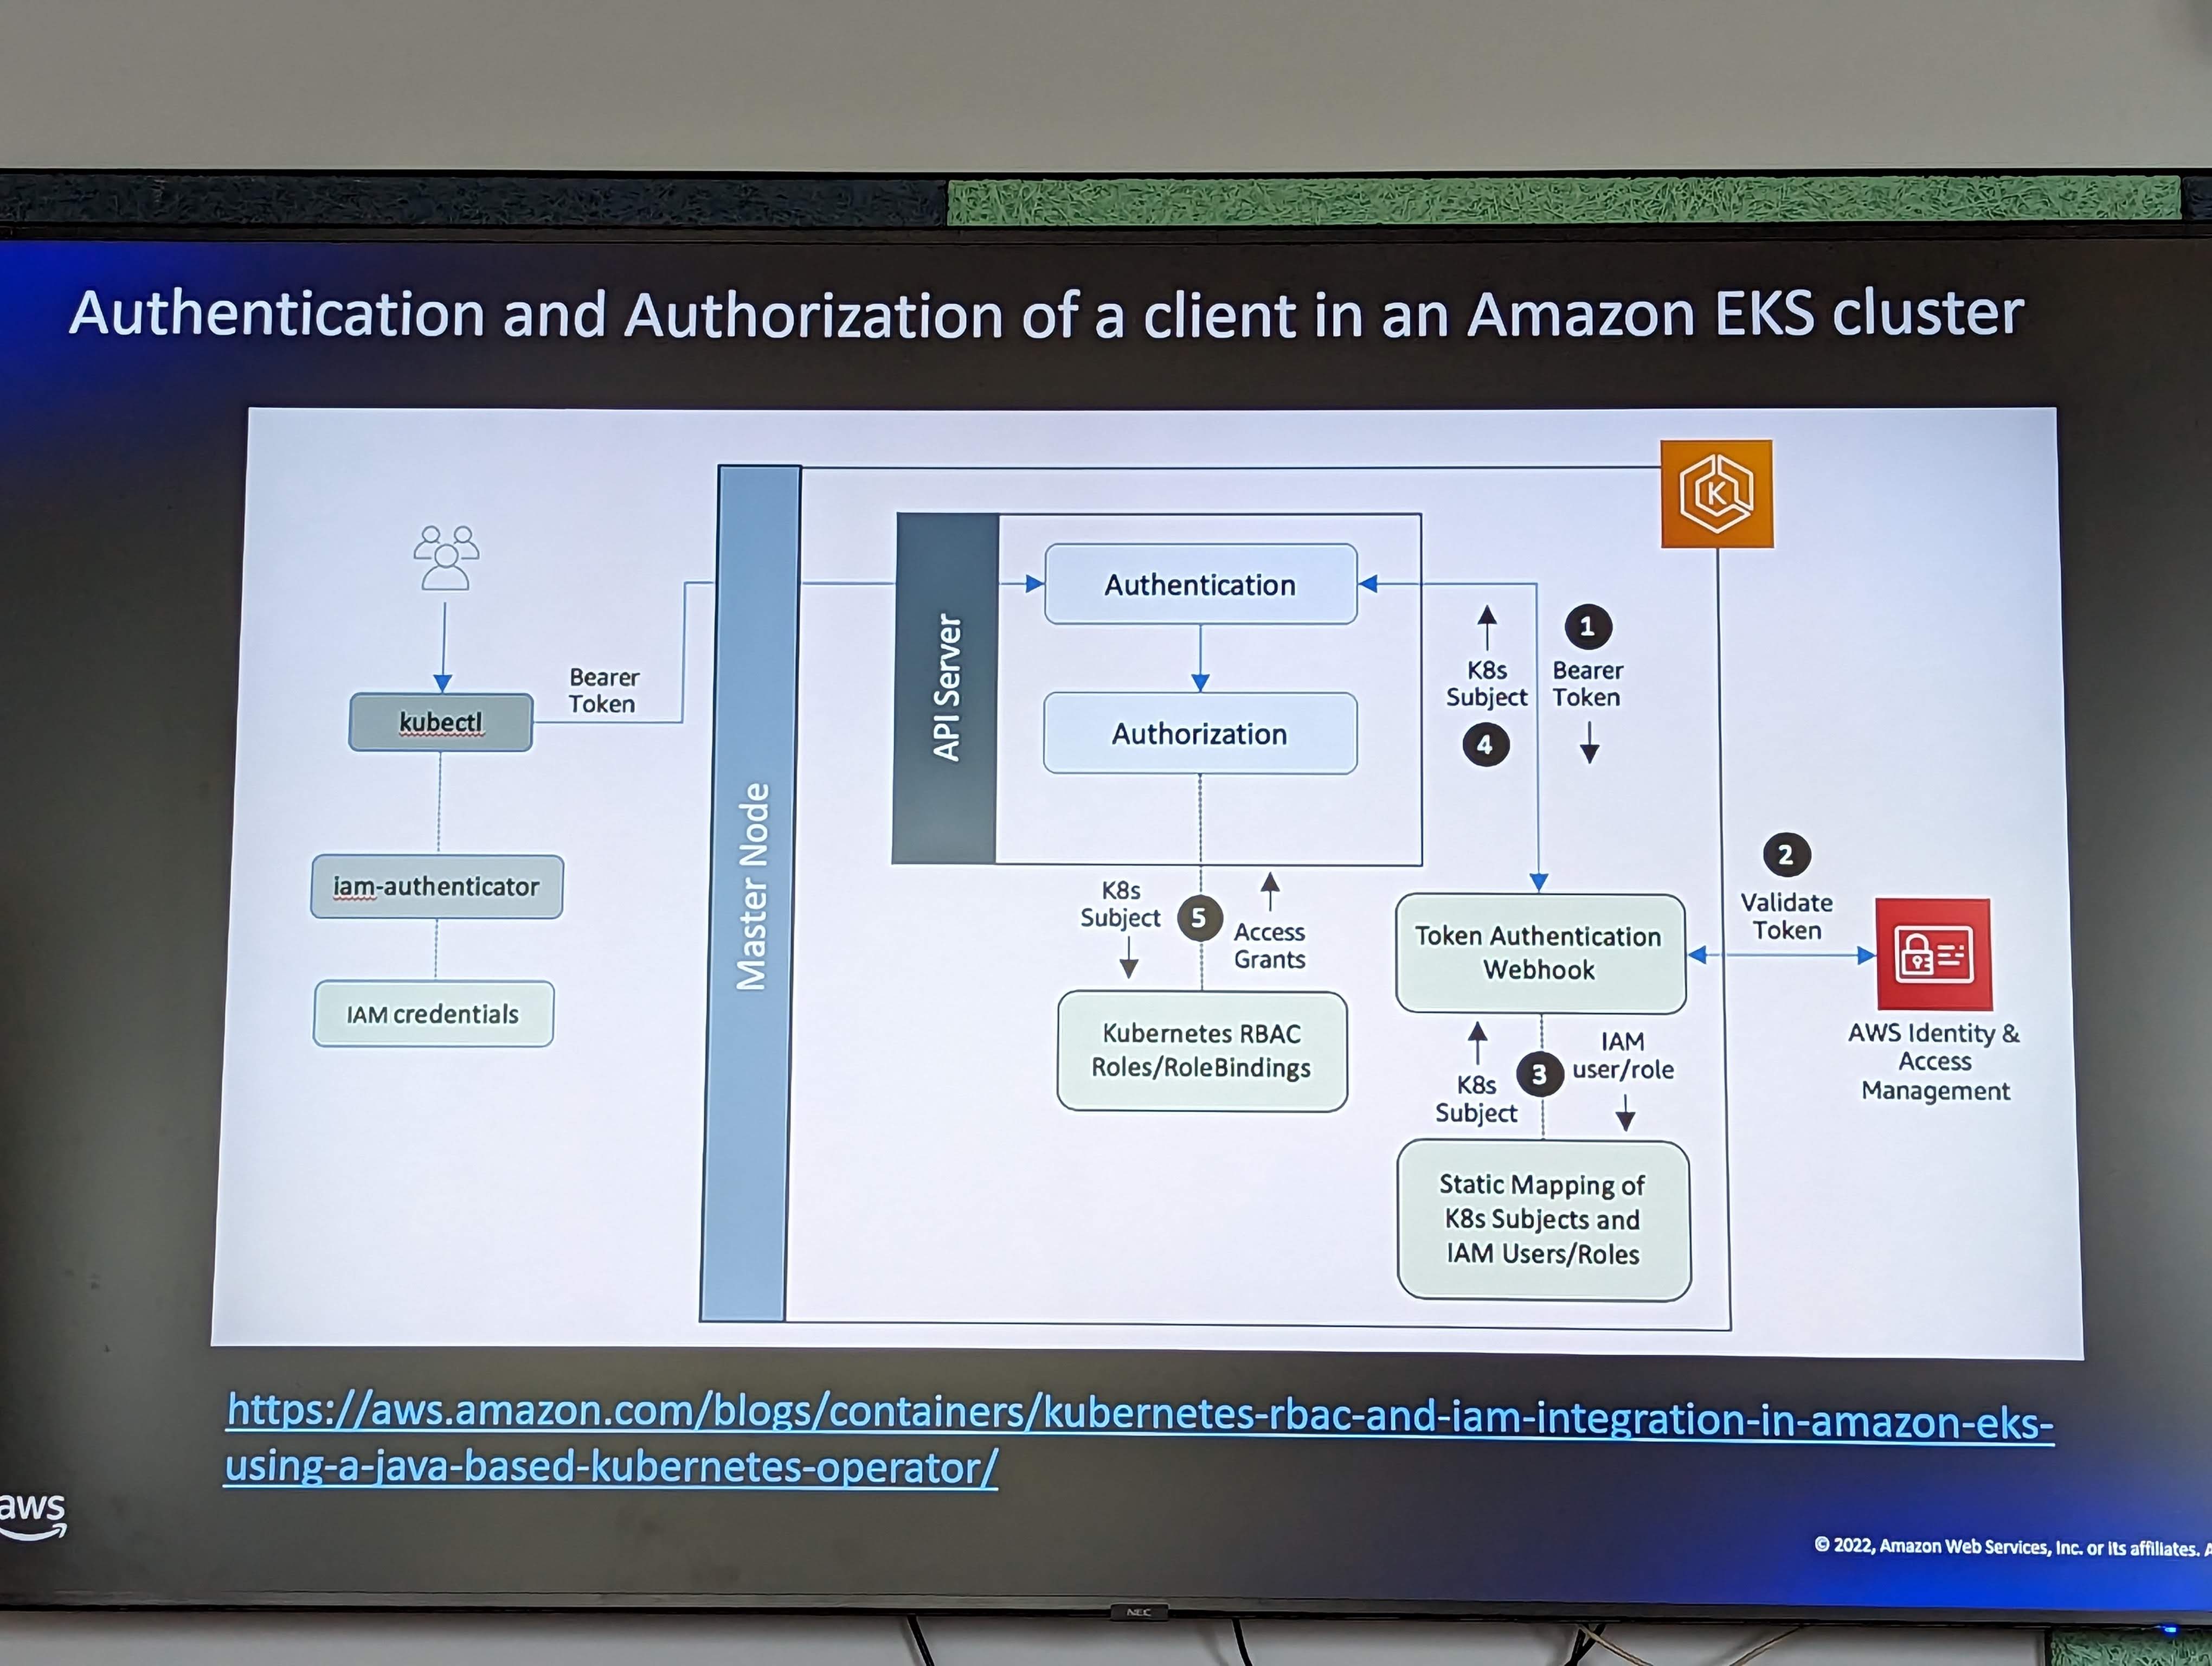 Authentication and Authorization of a client in an Amazon EKS cluster
kubectl
Bearer
Token
iam-authenticator
IAM credentials
Master Node
API Server
Authentication
Authorization
K8s
Subject
4
1
Bearer
Token
K8s
Subject
5
Access
Grants
Kubernetes RBAC
Roles/RoleBindings
Token Authentication
Webhook
2
Validate
Token
AWS Identity &
Access
Management
K8s
Subject
3
IAM
user/role
Static Mapping of
K8s Subjects and
IAM Users/Roles
K
https://aws.amazon.com/blogs/containers/kubernetes-rbac-and-iam-integration-in-amazon-eks-
using-a-java-based-kubernetes-operator/
aws
© 2022, Amazon Web Services, Inc. or its affiliates. A
NEC